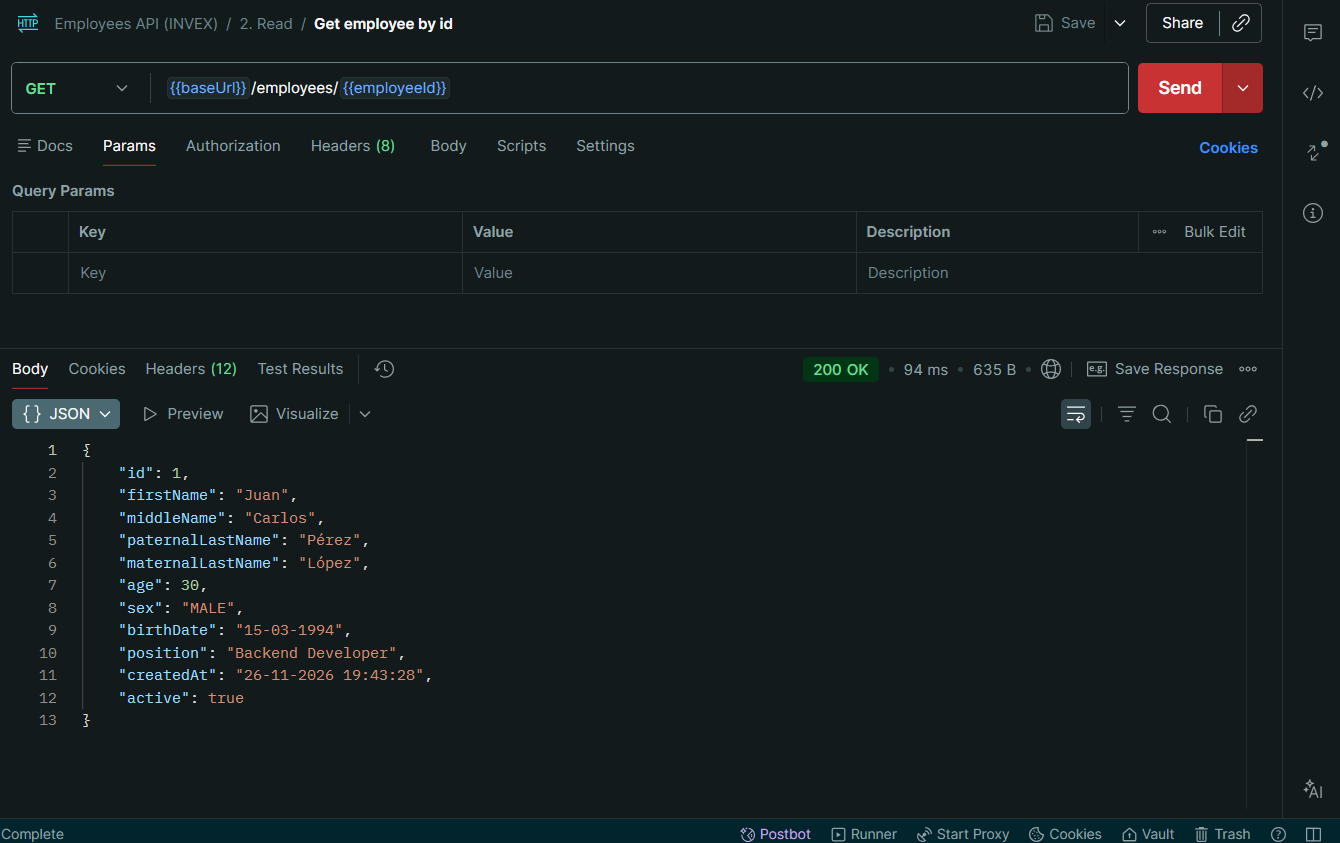 HTTP Employees API (INVEX) / 2. Read / Get employee by id Save Share
GET {{baseUrl}}/employees/{{employeeId}} Send
Docs Params Authorization Headers (8) Body Scripts Settings Cookies
Query Params
Key Value Description Bulk Edit
Key Value Description
Body Cookies Headers (12) Test Results 200 OK • 94 ms • 635 B • e.g. Save Response
{} JSON Preview Visualize
1 {
2 "id": 1,
3 "firstName": "Juan",
4 "middleName": "Carlos",
5 "paternalLastName": "Pérez",
6 "maternalLastName": "López",
7 "age": 30,
8 "sex": "MALE",
9 "birthDate": "15-03-1994",
10 "position": "Backend Developer",
11 "createdAt": "26-11-2026 19:43:28",
12 "active": true
13 }
AI
Complete Postbot Runner Start Proxy Cookies Vault Trash